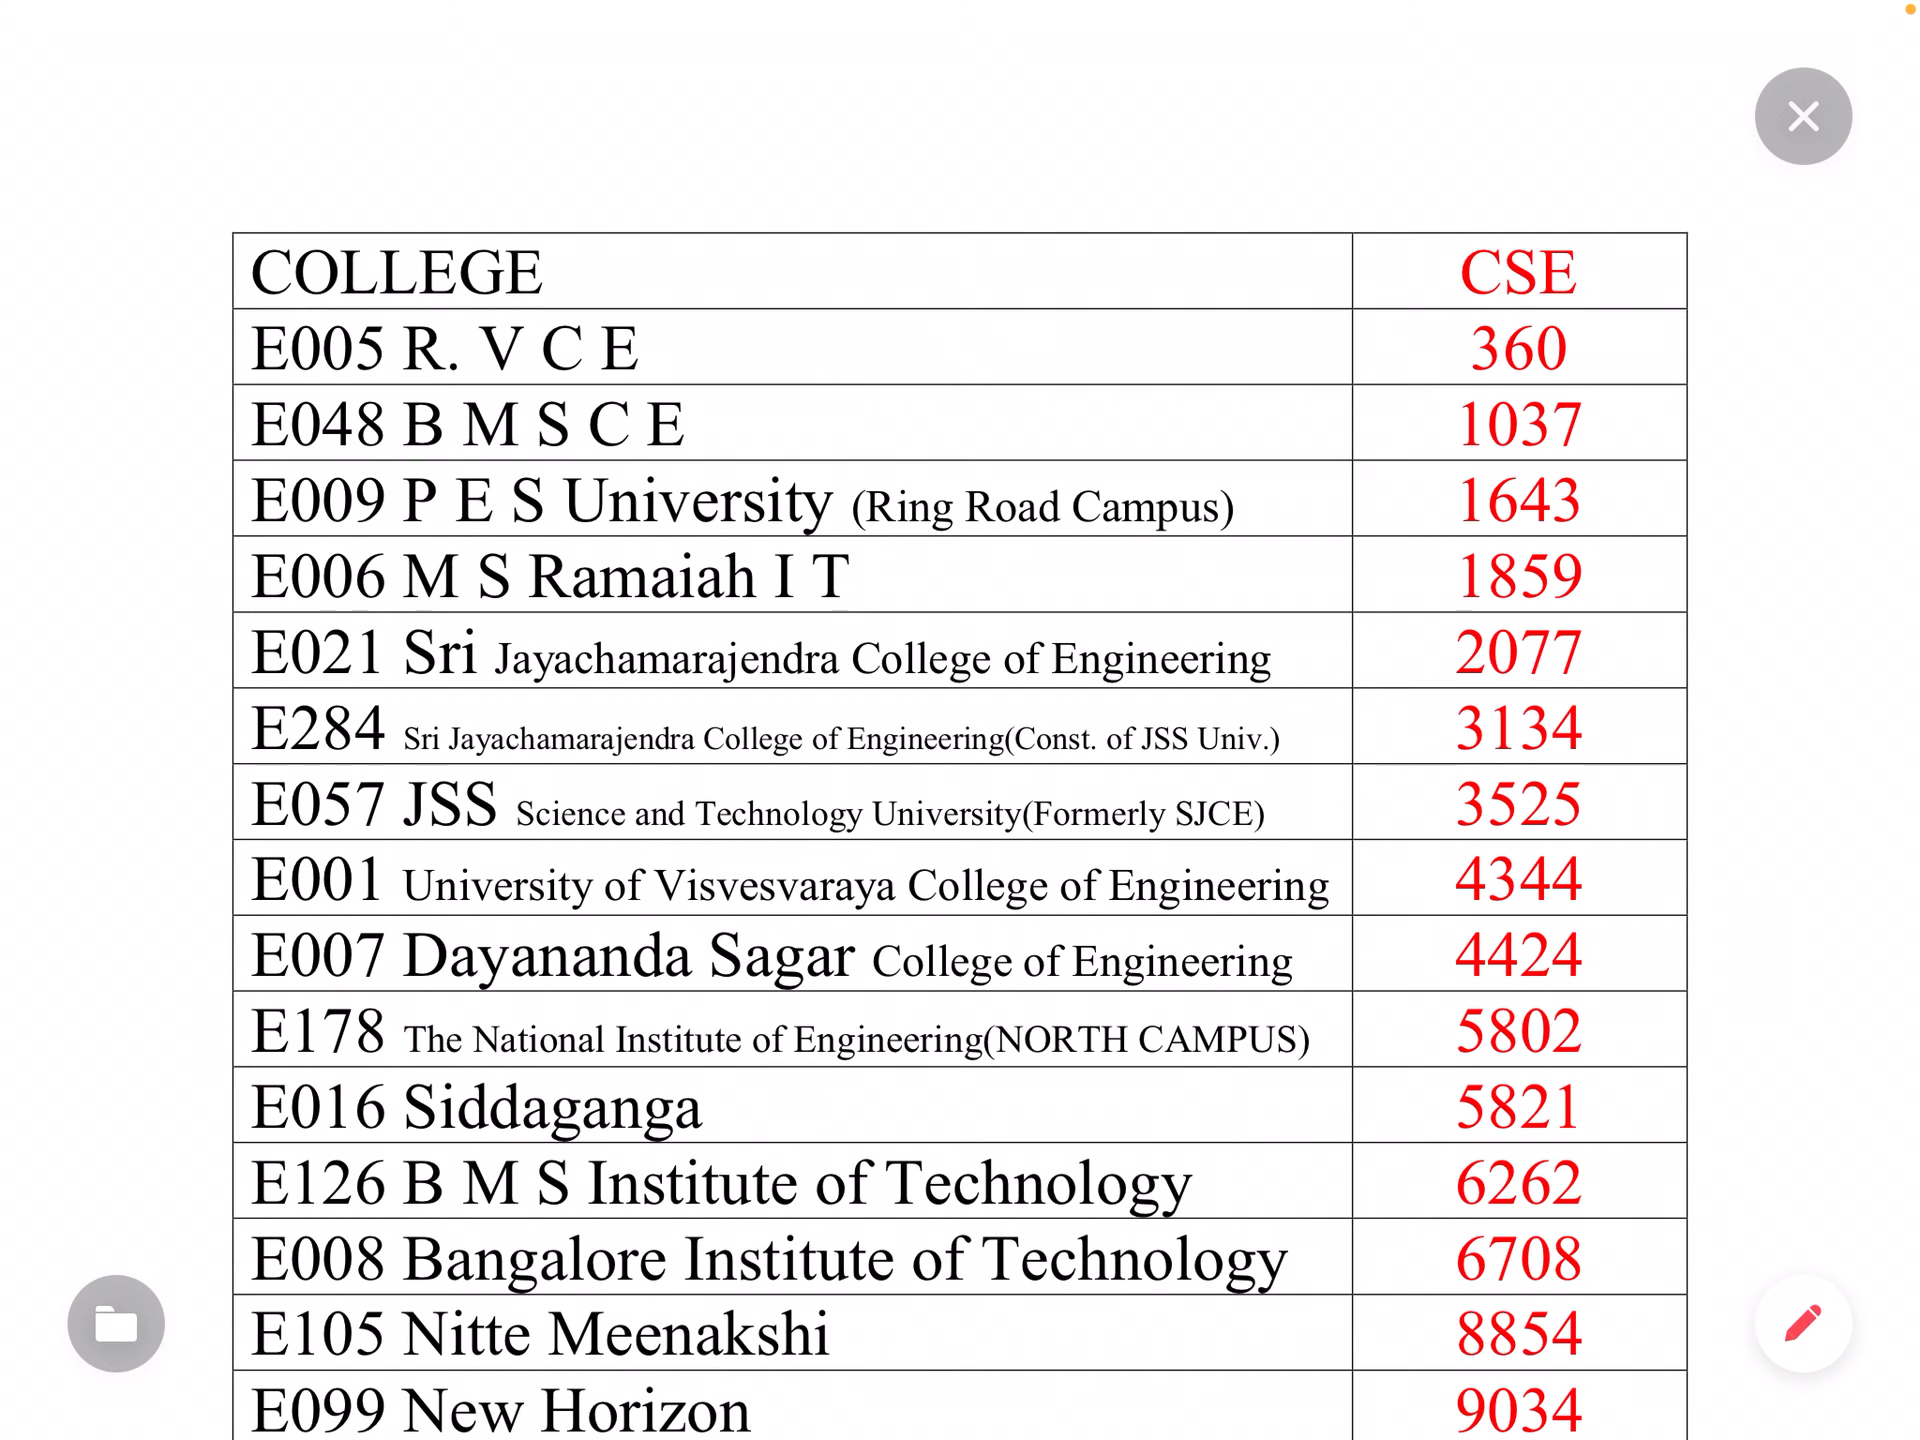 COLLEGE CSE
E005 R. V C E 360
E048 B M S C E 1037
E009 P E S University (Ring Road Campus) 1643
E006 M S Ramaiah I T 1859
E021 Sri Jayachamarajendra College of Engineering 2077
E284 Sri Jayachamarajendra College of Engineering(Const. of JSS Univ.) 3134
E057 JSS Science and Technology University(Formerly SJCE) 3525
E001 University of Visvesvaraya College of Engineering 4344
E007 Dayananda Sagar College of Engineering 4424
E178 The National Institute of Engineering(NORTH CAMPUS) 5802
E016 Siddaganga 5821
E126 B M S Institute of Technology 6262
E008 Bangalore Institute of Technology 6708
E105 Nitte Meenakshi 8854
E099 New Horizon 9034